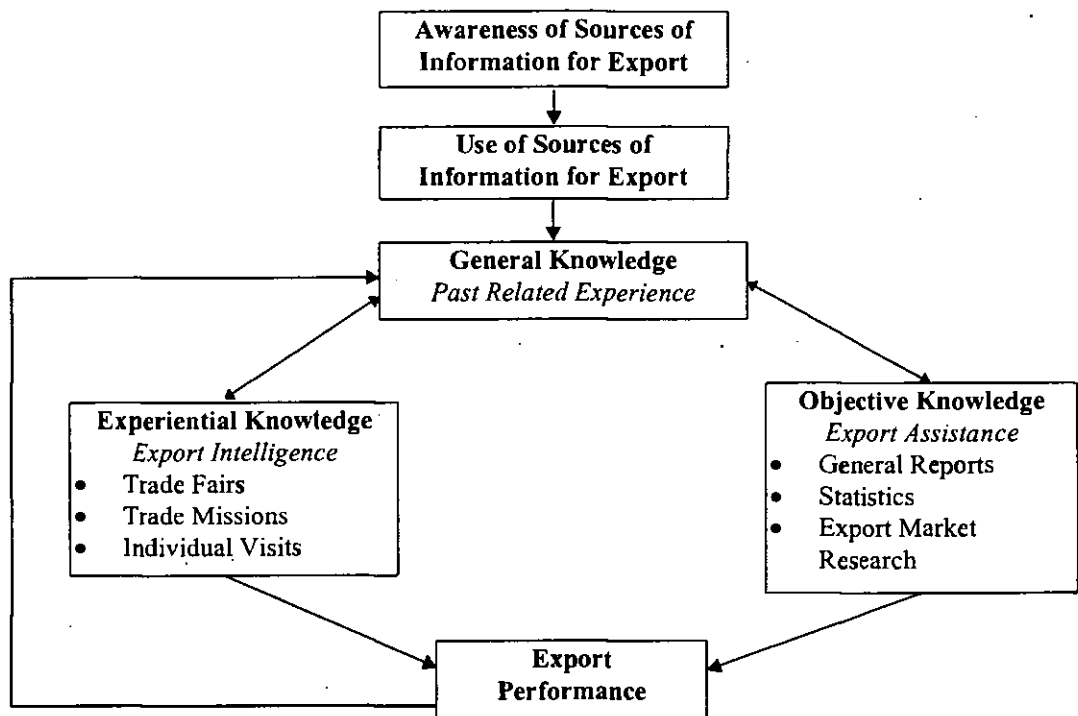 Awareness of Sources of
Information for Export
Use of Sources of
Information for Export
General Knowledge
Past Related Experience
Experiential Knowledge
Export Intelligence
• Trade Fairs
• Trade Missions
• Individual Visits
Objective Knowledge
Export Assistance
• General Reports
• Statistics
• Export Market
Research
Export
Performance